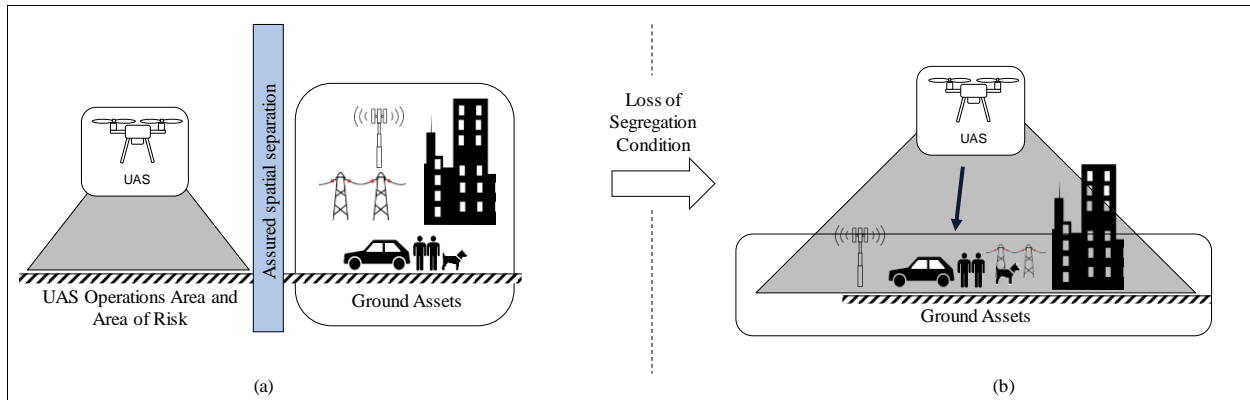 UAS
UAS Operations Area and
Area of Risk
Assured spatial separation
Ground Assets
(a)
Loss of
Segregation
Condition
UAS
Ground Assets
(b)